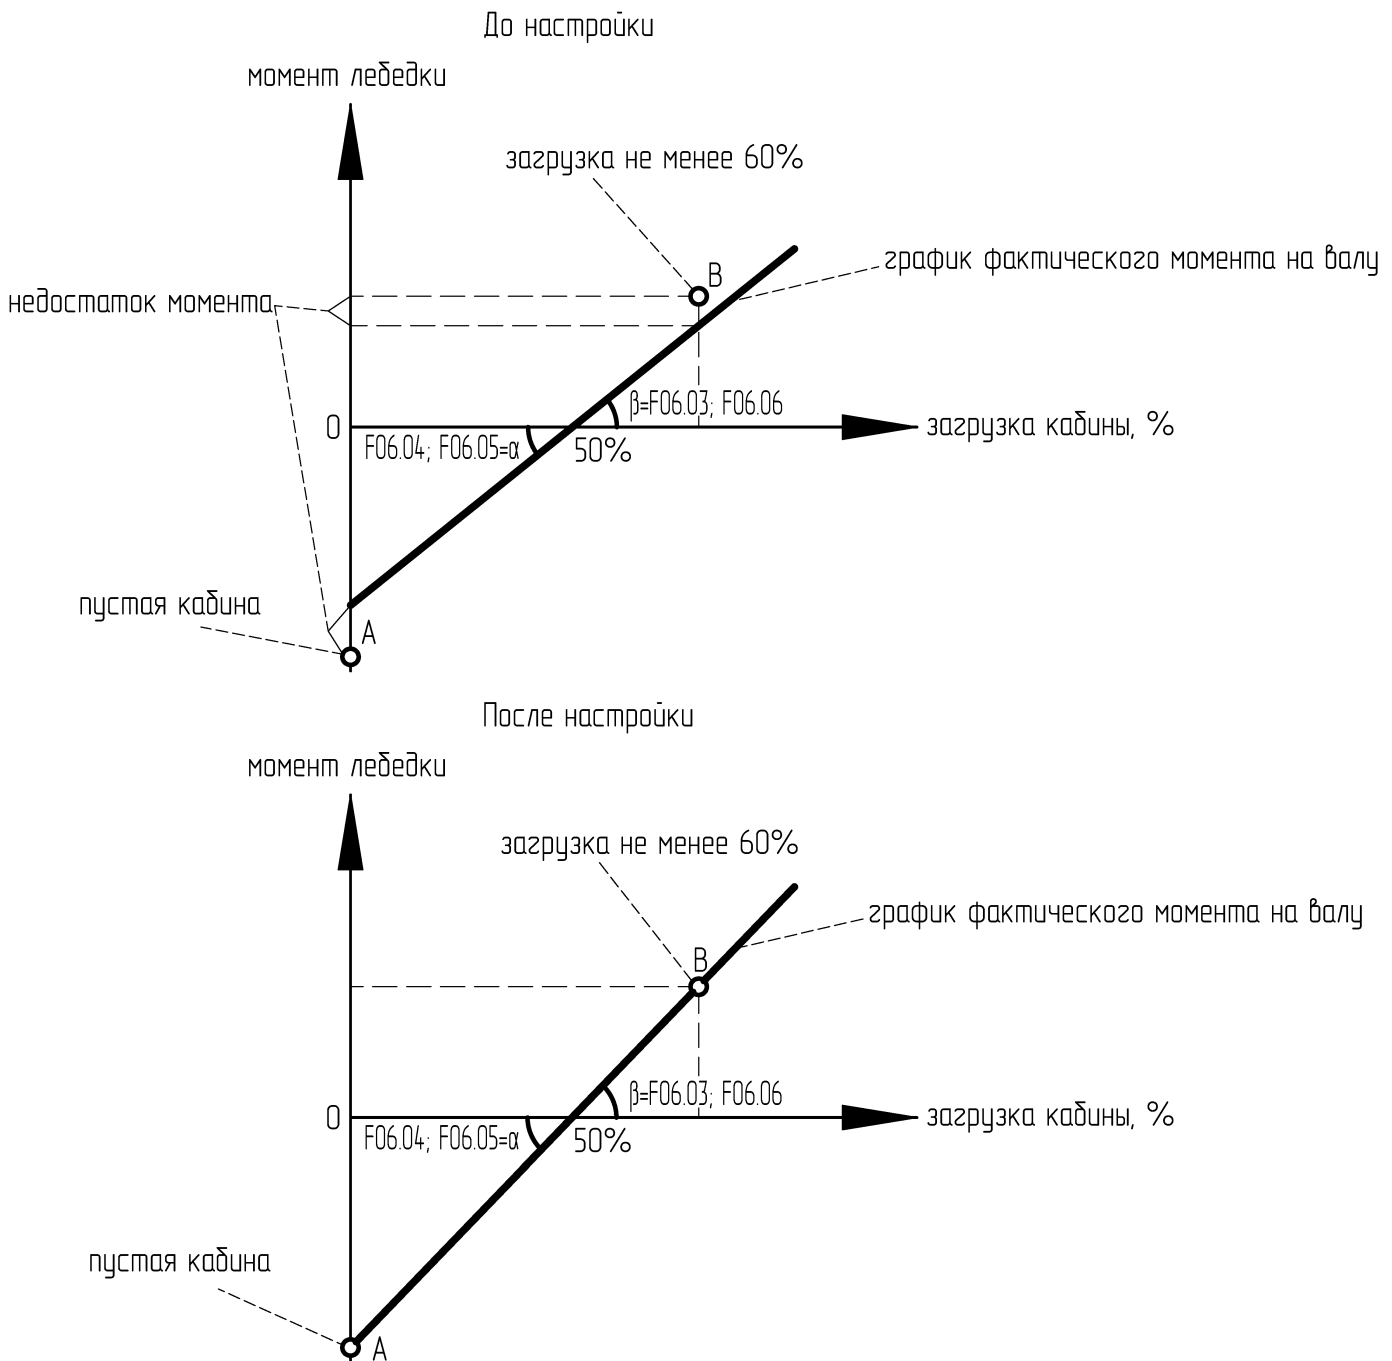 До настройки
момент лебедки
загрузка не менее 60%
график фактического момента на валу
B
недостаток момента
β=F06.03; F06.06
0
загрузка кабины, %
F06.04; F06.05=α
50%
пустая кабина
A
После настройки
момент лебедки
загрузка не менее 60%
график фактического момента на валу
B
β=F06.03; F06.06
0
загрузка кабины, %
F06.04; F06.05=α
50%
пустая кабина
A